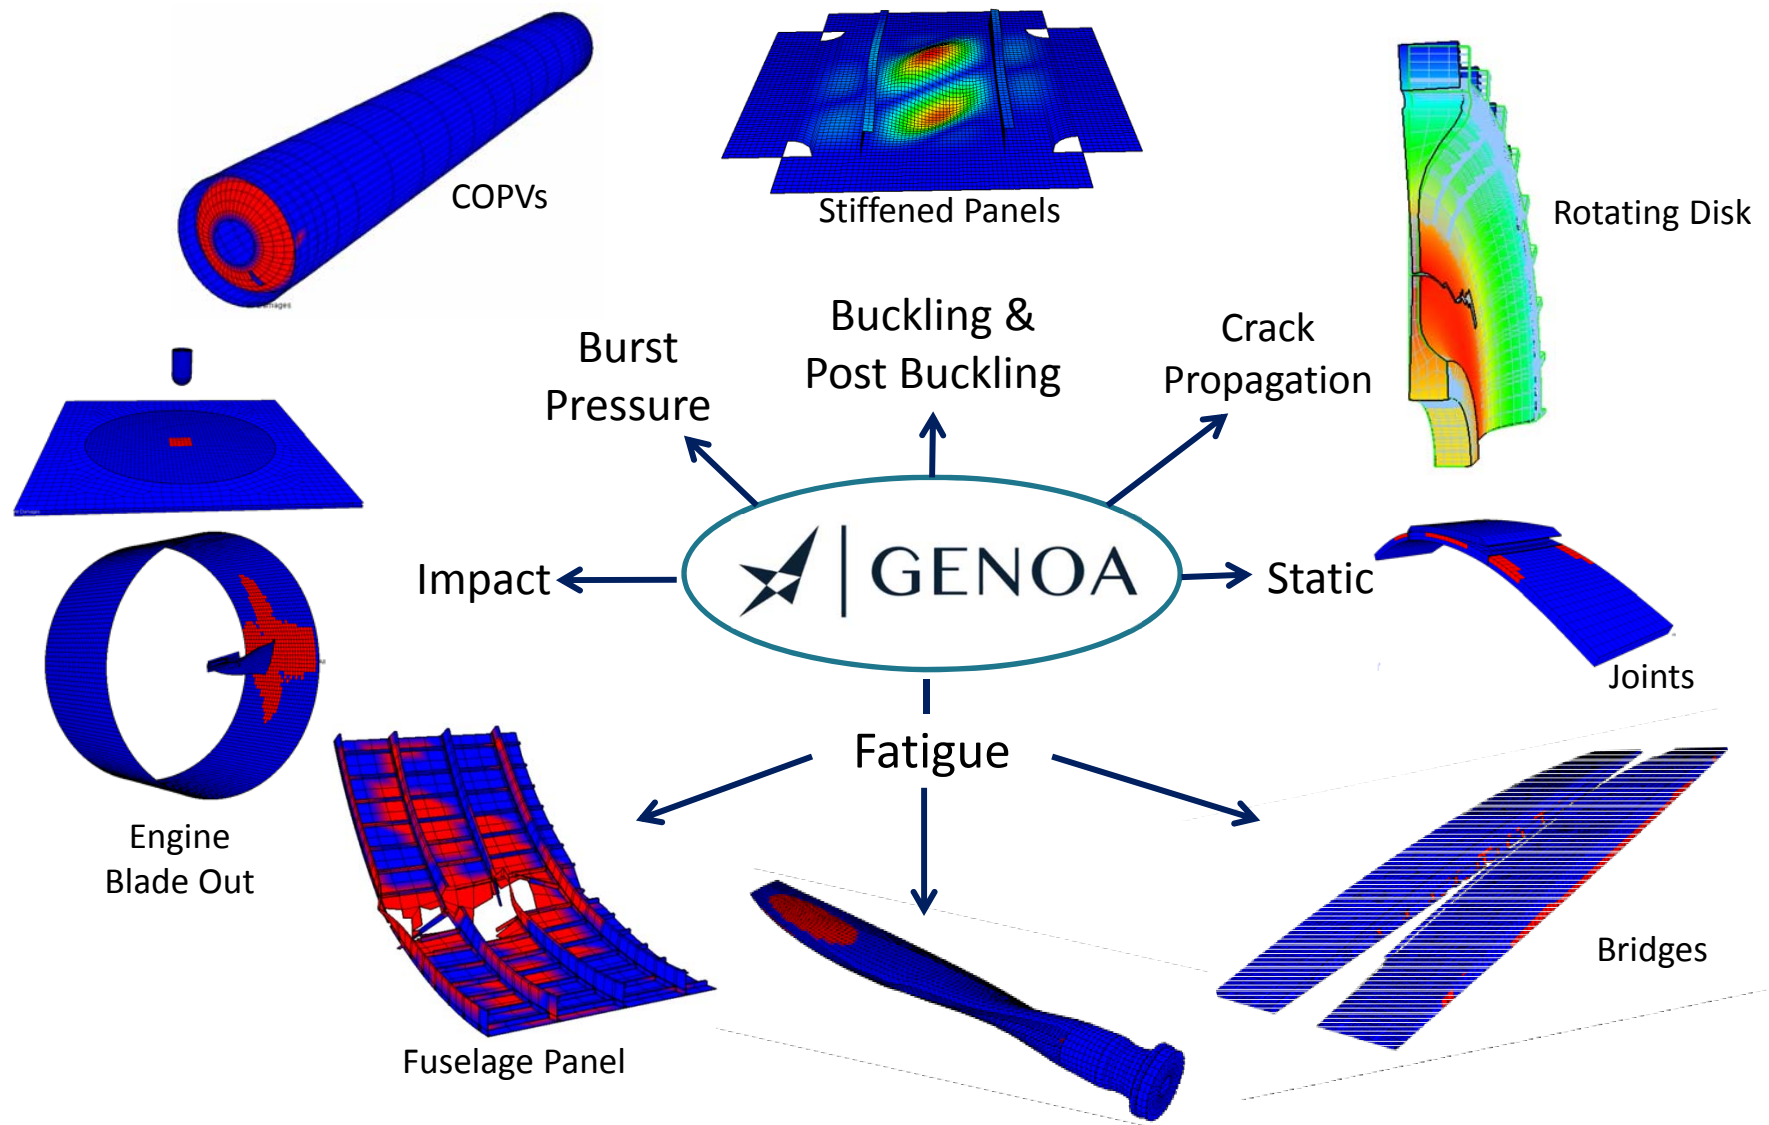 COPVs
Stiffened Panels
Rotating Disk
Burst
Pressure
Buckling &
Post Buckling
Crack
Propagation
Impact
GENOA
Static
Joints
Engine
Blade Out
Fatigue
Fuselage Panel
Bridges